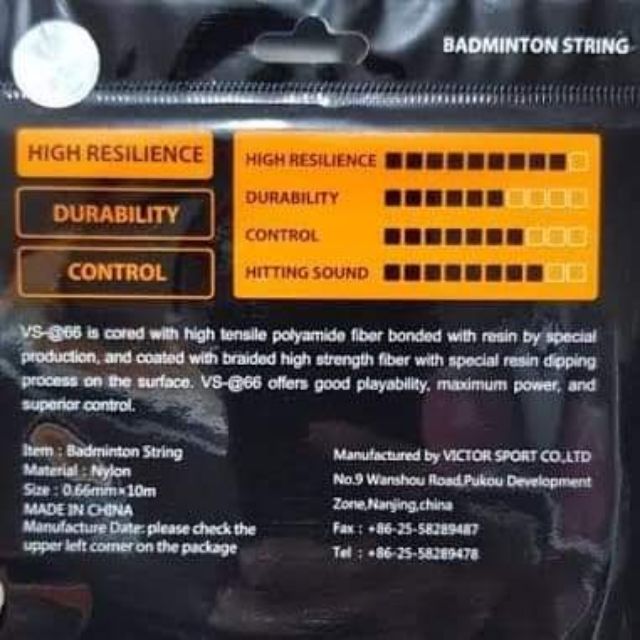 BADMINTON STRING
HIGH RESILIENCE
DURABILITY
CONTROL
HIGH RESILIENCE
DURABILITY
CONTROL
HITTING SOUND
VS-@66 is cored with high tensile polyamide fiber bonded with resin by special
production, and coated with braided high strength fiber with special resin dipping
process on the surface. VS-@66 offers good playability, maximum power, and
superior control.
Item : Badminton String
Material : Nylon
Size : 0.66mm×10m
MADE IN CHINA
Manufacture Date: please check the
upper left corner on the package
Manufactured by VICTOR SPORT CO.,LTD
No.9 Wanshou Road,Pukou Development
Zone,Nanjing,china
Fax : +86-25-58289487
Tel : +86-25-58289478